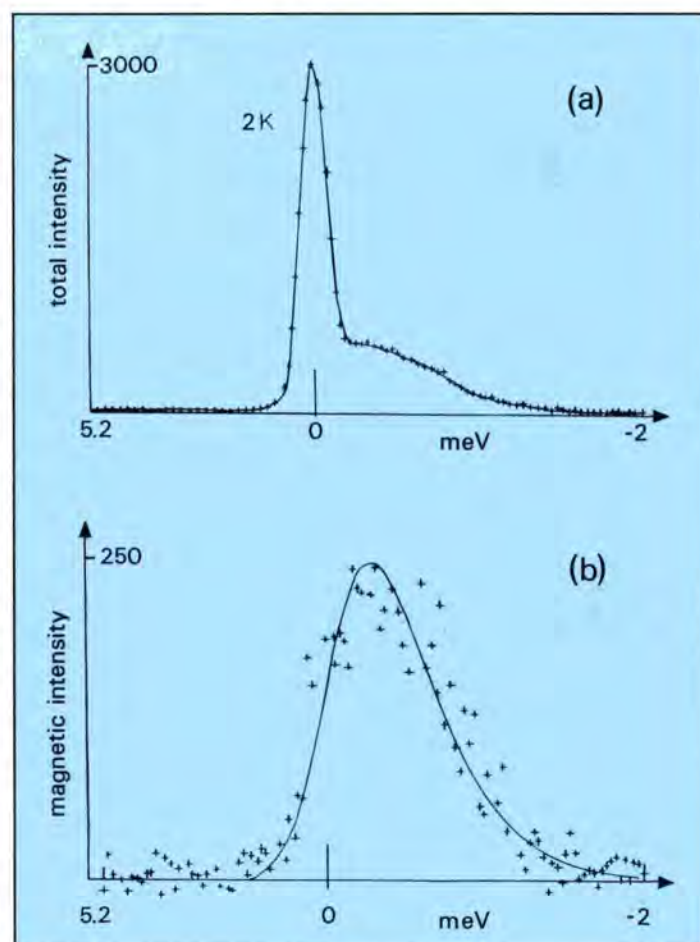 3000
(a)
2K
total intensity
5.2
0
meV
-2
250
(b)
magnetic intensity
5.2
0
meV
-2